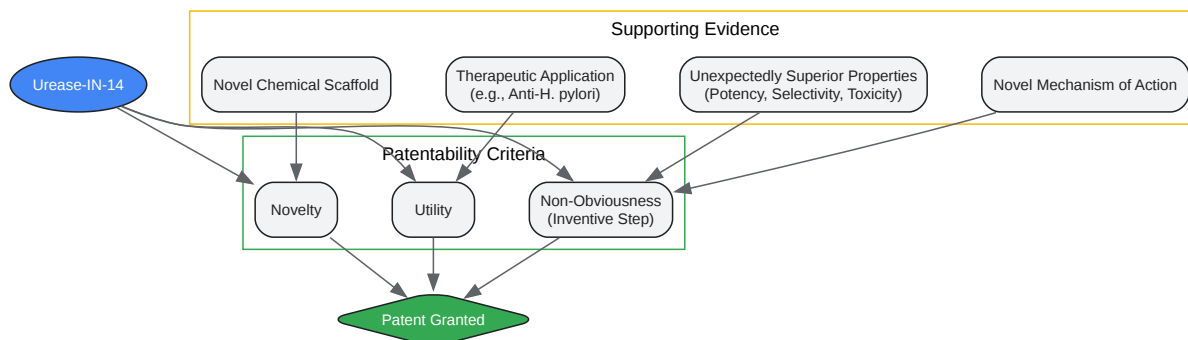 Supporting Evidence
Urease-IN-14
Novel Chemical Scaffold
Therapeutic Application
(e.g., Anti-H. pylori)
Unexpectedly Superior Properties
(Potency, Selectivity, Toxicity)
Novel Mechanism of Action
Patentability Criteria
Novelty
Utility
Non-Obviousness
(Inventive Step)
Patent Granted